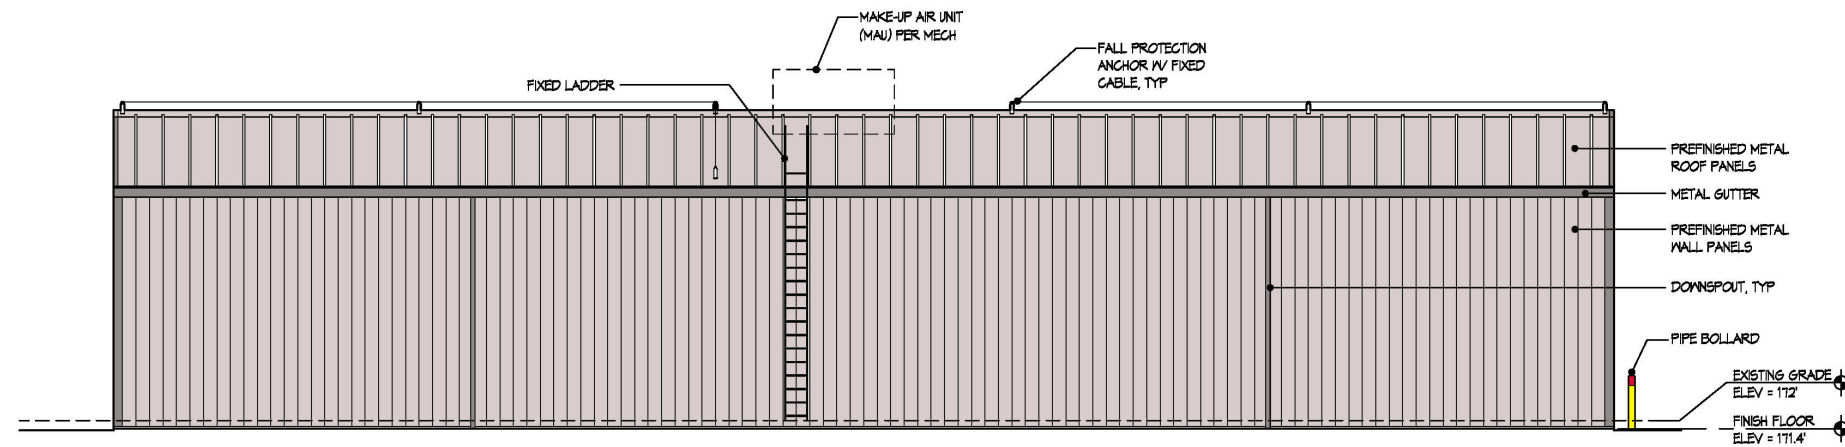 MAKE-UP AIR UNIT
(MAU) PER MECH
FALL PROTECTION
ANCHOR W/ FIXED
CABLE, TYP
FIXED LADDER
PREFINISHED METAL
ROOF PANELS
METAL GUTTER
PREFINISHED METAL
WALL PANELS
DOWNSPOUT, TYP
PIPE BOLLARD
EXISTING GRADE
ELEV = 172'
FINISH FLOOR
ELEV = 171.4'